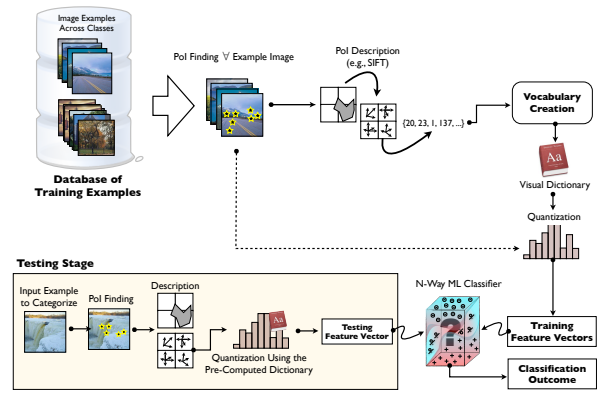 Image Examples
Across Classes
PoI Finding ∀ Example Image
PoI Description
(e.g., SIFT)
{20, 23, 1, 137, ...}
Vocabulary
Creation
Aa
Visual Dictionary
Quantization
Database of
Training Examples
Testing Stage
Input Example
to Categorize
PoI Finding
Description
Aa
Quantization Using the
Pre-Computed Dictionary
Testing
Feature Vector
N-Way ML Classifier
?
Training
Feature Vectors
Classification
Outcome